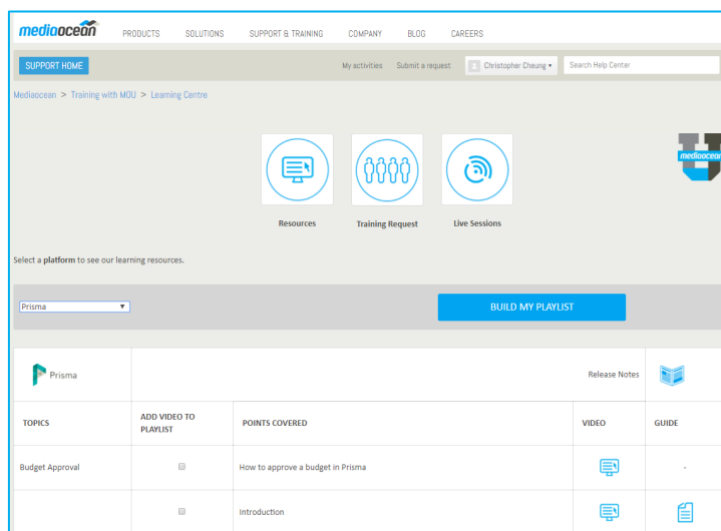 mediaocean PRODUCTS SOLUTIONS SUPPORT & TRAINING COMPANY BLOG CAREERS
SUPPORT HOME My activities Submit a request Christopher Cheung ▾ Search Help Center
Mediaocean > Training with MOU > Learning Centre
mediaocean
Resources Training Request Live Sessions
Select a platform to see our learning resources.
Prisma ▼ BUILD MY PLAYLIST
Prisma Release Notes
TOPICS ADD VIDEO TO PLAYLIST POINTS COVERED VIDEO GUIDE
Budget Approval How to approve a budget in Prisma -
Introduction